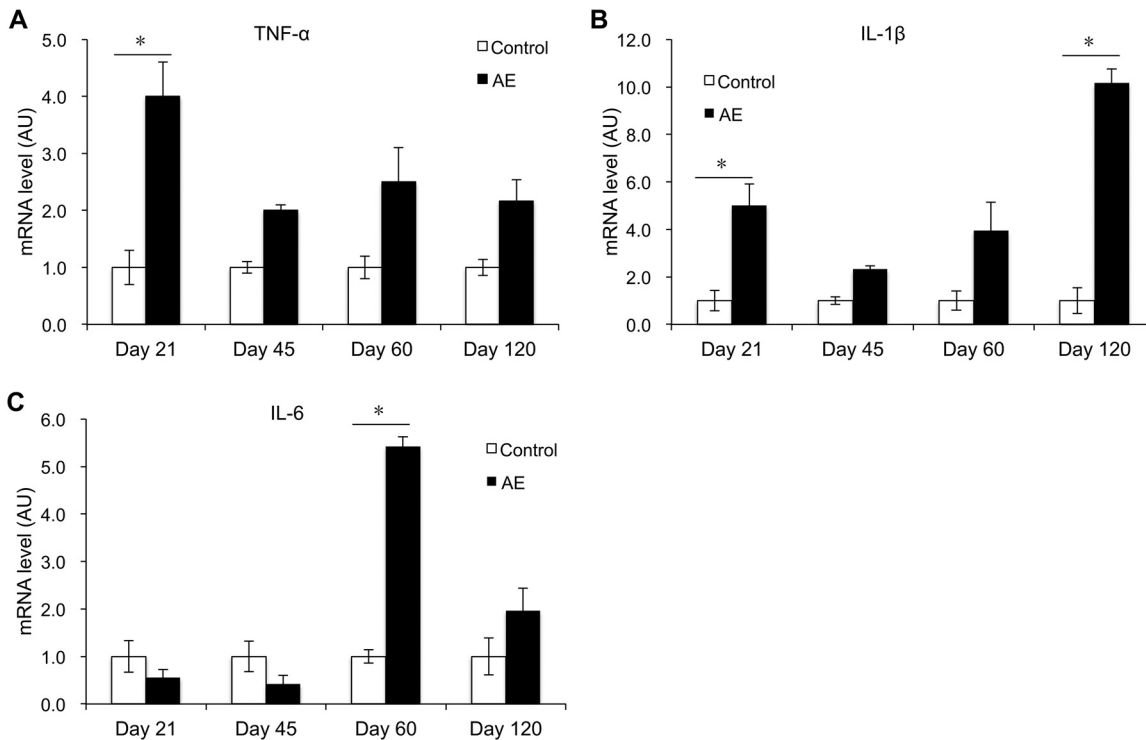 A
TNF-α
5.0
4.0
3.0
2.0
1.0
0.0
mRNA level (AU)
*
Control
AE
Day 21 Day 45 Day 60 Day 120
B
IL-1β
12.0
10.0
8.0
6.0
4.0
2.0
0.0
mRNA level (AU)
*
*
Control
AE
Day 21 Day 45 Day 60 Day 120
C
IL-6
6.0
5.0
4.0
3.0
2.0
1.0
0.0
mRNA level (AU)
*
Control
AE
Day 21 Day 45 Day 60 Day 120